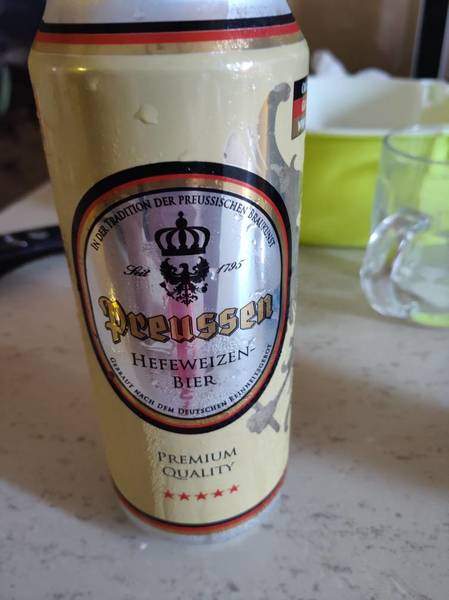 IN DER TRADITION DER PREUSSISCHEN BRAUKUNST
Seit 1795
Preussen
HEFEWEIZEN-
BIER
GEBRAUT NACH DEM DEUTSCHEN REINHEITSGEBOT
PREMIUM
QUALITY